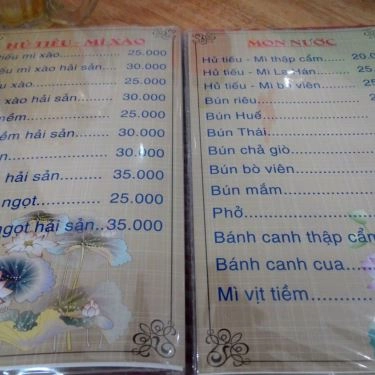 HỦ TIẾU - MÌ XÀO
tiếu mì xào 25.000
tiếu mì xào hải sản 30.000
xào 25.000
xào hải sản 30.000
mềm 25.000
mềm hải sản 30.000
30.000
hải sản 35.000
ngọt 25.000
ngọt hải sản 35.000
MÓN NƯỚC
Hủ tiếu - Mì thập cẩm
Hủ tiếu - Mì La Hán
Hủ tiếu - Mì bò viên
Bún riêu
Bún Huế
Bún Thái
Bún chả giò
Bún bò viên
Bún mắm
Phở
Bánh canh thập cẩm
Bánh canh cua
Mì vịt tiềm